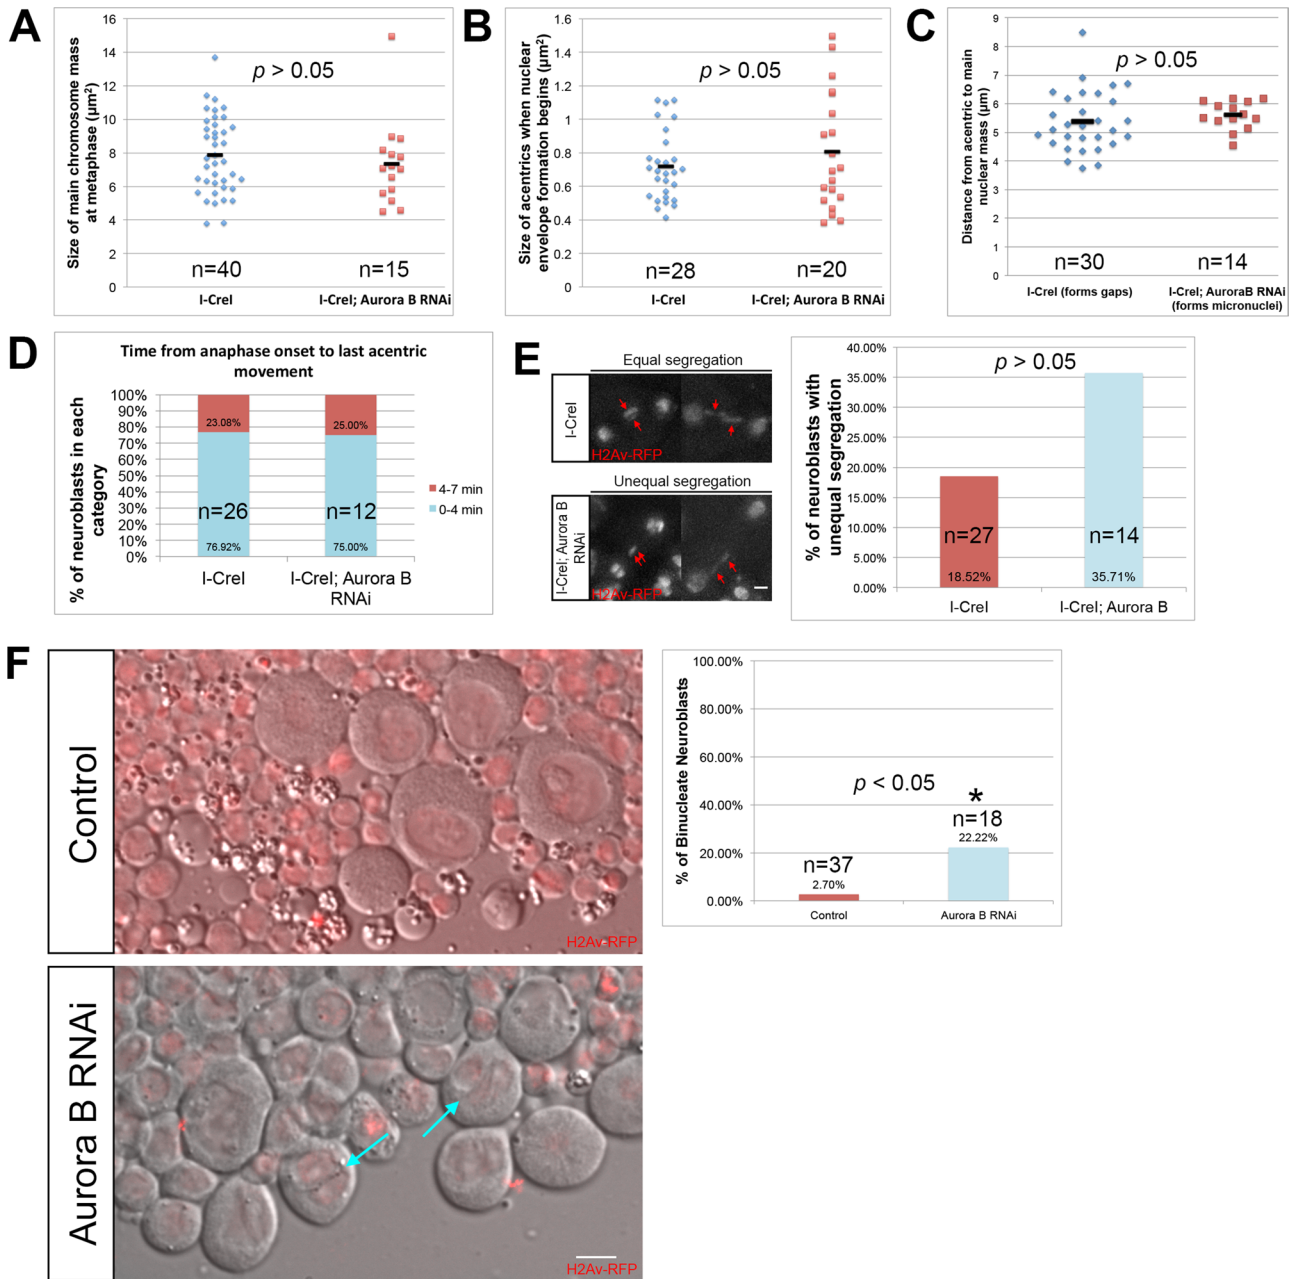 A
Size of main chromosome mass
at metaphase (µm²)
16
14
12
10
8
6
4
2
0
p > 0.05
n=40
n=15
I-CreI
I-CreI; Aurora B RNAi
B
Size of acentrics when nuclear
envelope formation begins (µm²)
1.6
1.4
1.2
1
0.8
0.6
0.4
0.2
0
p > 0.05
n=28
n=20
I-CreI
I-CreI; Aurora B RNAi
C
Distance from acentric to main
nuclear mass (µm)
9
8
7
6
5
4
3
2
1
0
p > 0.05
n=30
n=14
I-CreI (forms gaps)
I-CreI; AuroraB RNAi
(forms micronuclei)
D
Time from anaphase onset to last acentric
movement
% of neuroblasts in each
category
100%
90%
80%
70%
60%
50%
40%
30%
20%
10%
0%
23.08%
25.00%
n=26
n=12
76.92%
75.00%
4-7 min
0-4 min
I-CreI
I-CreI; Aurora B
RNAi
E
Equal segregation
I-CreI
H2Av-RFP
Unequal segregation
I-CreI; Aurora B
RNAi
H2Av-RFP
% of neuroblasts with
unequal segregation
40.00%
35.00%
30.00%
25.00%
20.00%
15.00%
10.00%
5.00%
0.00%
p > 0.05
n=27
n=14
18.52%
35.71%
I-CreI
I-CreI; Aurora B
F
Control
H2Av-RFP
Aurora B RNAi
H2Av-RFP
% of Binucleate Neuroblasts
100.00%
80.00%
60.00%
40.00%
20.00%
0.00%
p < 0.05
*
n=18
22.22%
n=37
2.70%
Control
Aurora B RNAi